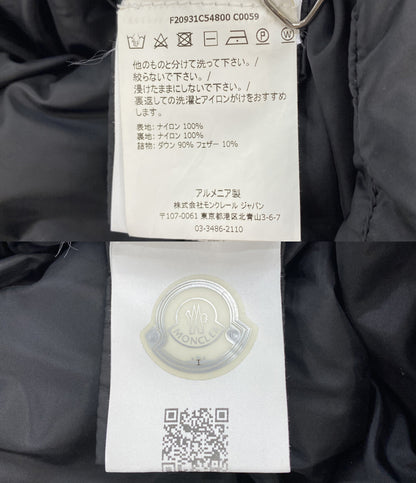 F20931C54800 C0059
他のものと分けて洗って下さい。/
絞らないで下さい。/
浸けたままにしないで下さい。/
裏返しての洗濯とアイロンがけをおすすめ
します。
表地: ナイロン 100%
裏地: ナイロン 100%
詰物: ダウン 90% フェザー 10%
アルメニア製
株式会社モンクレール ジャパン
〒107-0061 東京都港区北青山3-6-7
03-3486-2110
MONCLER